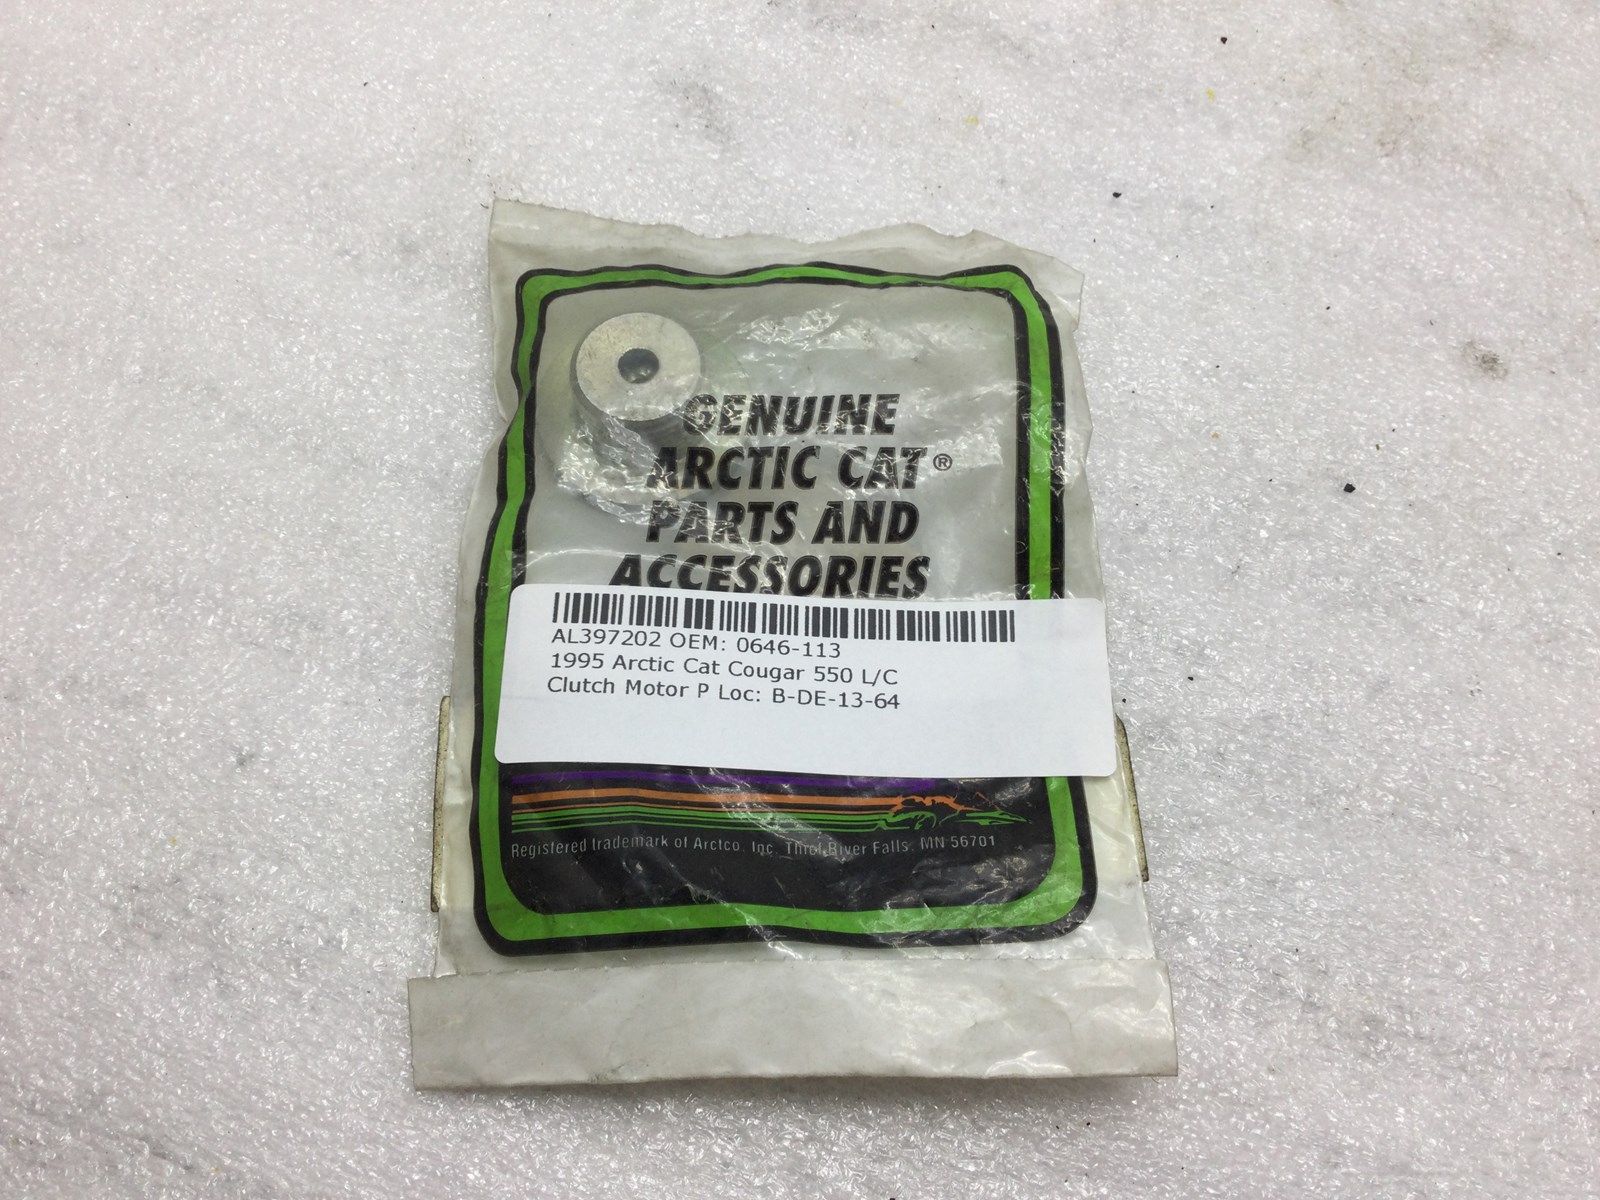 GENUINE
ARCTIC CAT®
PARTS AND
ACCESSORIES
AL397202 OEM: 0646-113
1995 Arctic Cat Cougar 550 L/C
Clutch Motor P Loc: B-DE-13-64
Registered trademark of Arctco, Inc. Thief River Falls, MN 56701